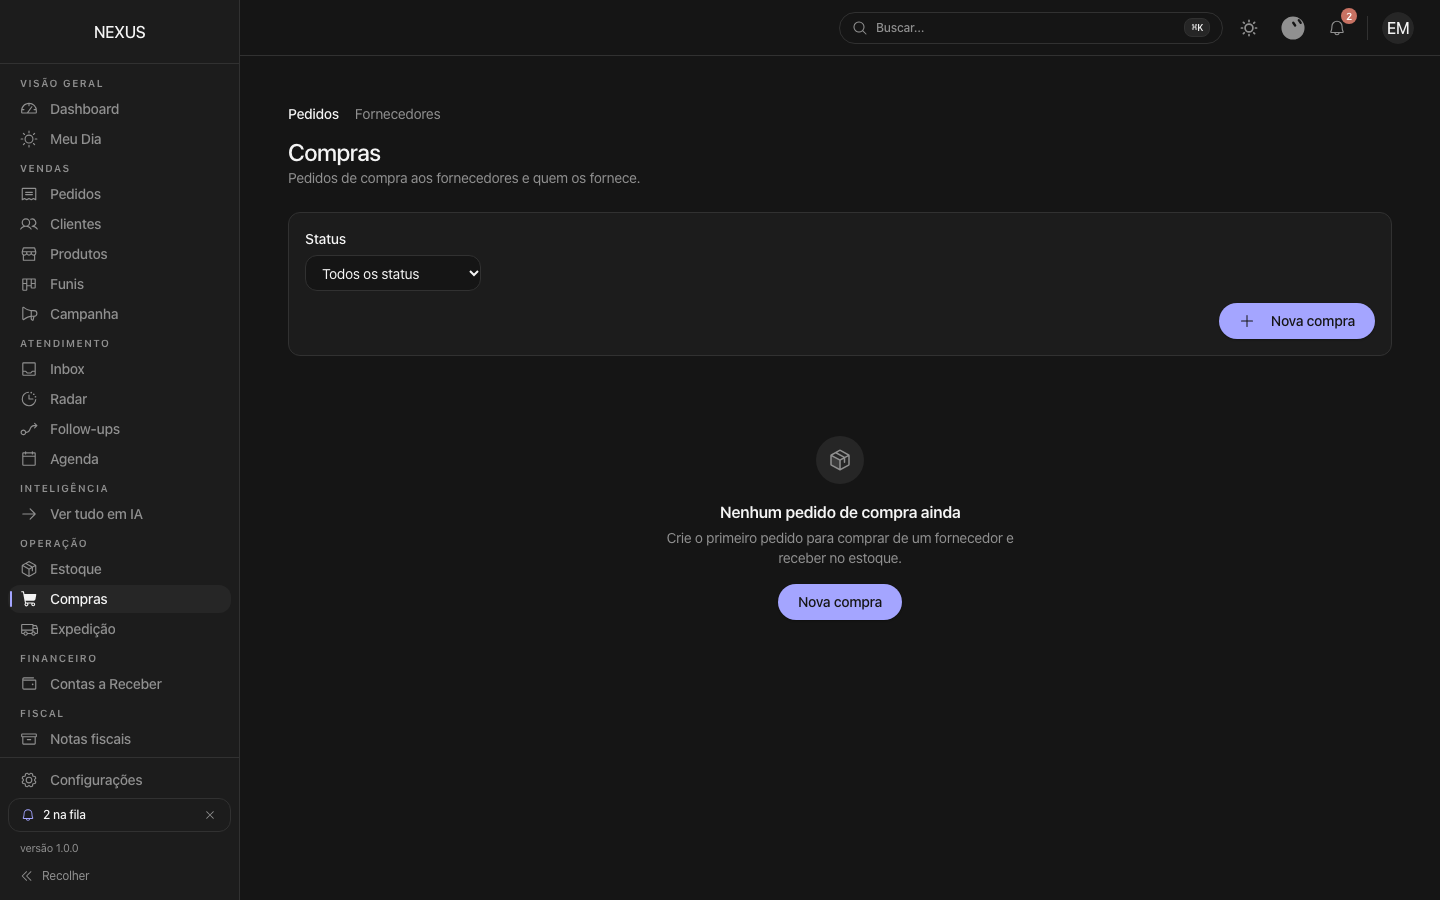 NEXUS
Buscar...
⌘K
2
EM
VISÃO GERAL
Dashboard
Meu Dia
VENDAS
Pedidos
Clientes
Produtos
Funis
Campanha
ATENDIMENTO
Inbox
Radar
Follow-ups
Agenda
INTELIGÊNCIA
Ver tudo em IA
OPERAÇÃO
Estoque
Compras
Expedição
FINANCEIRO
Contas a Receber
FISCAL
Notas fiscais
Configurações
2 na fila
versão 1.0.0
Recolher
Pedidos Fornecedores
Compras
Pedidos de compra aos fornecedores e quem os fornece.
Status
Todos os status
Nova compra
Nenhum pedido de compra ainda
Crie o primeiro pedido para comprar de um fornecedor e
receber no estoque.
Nova compra